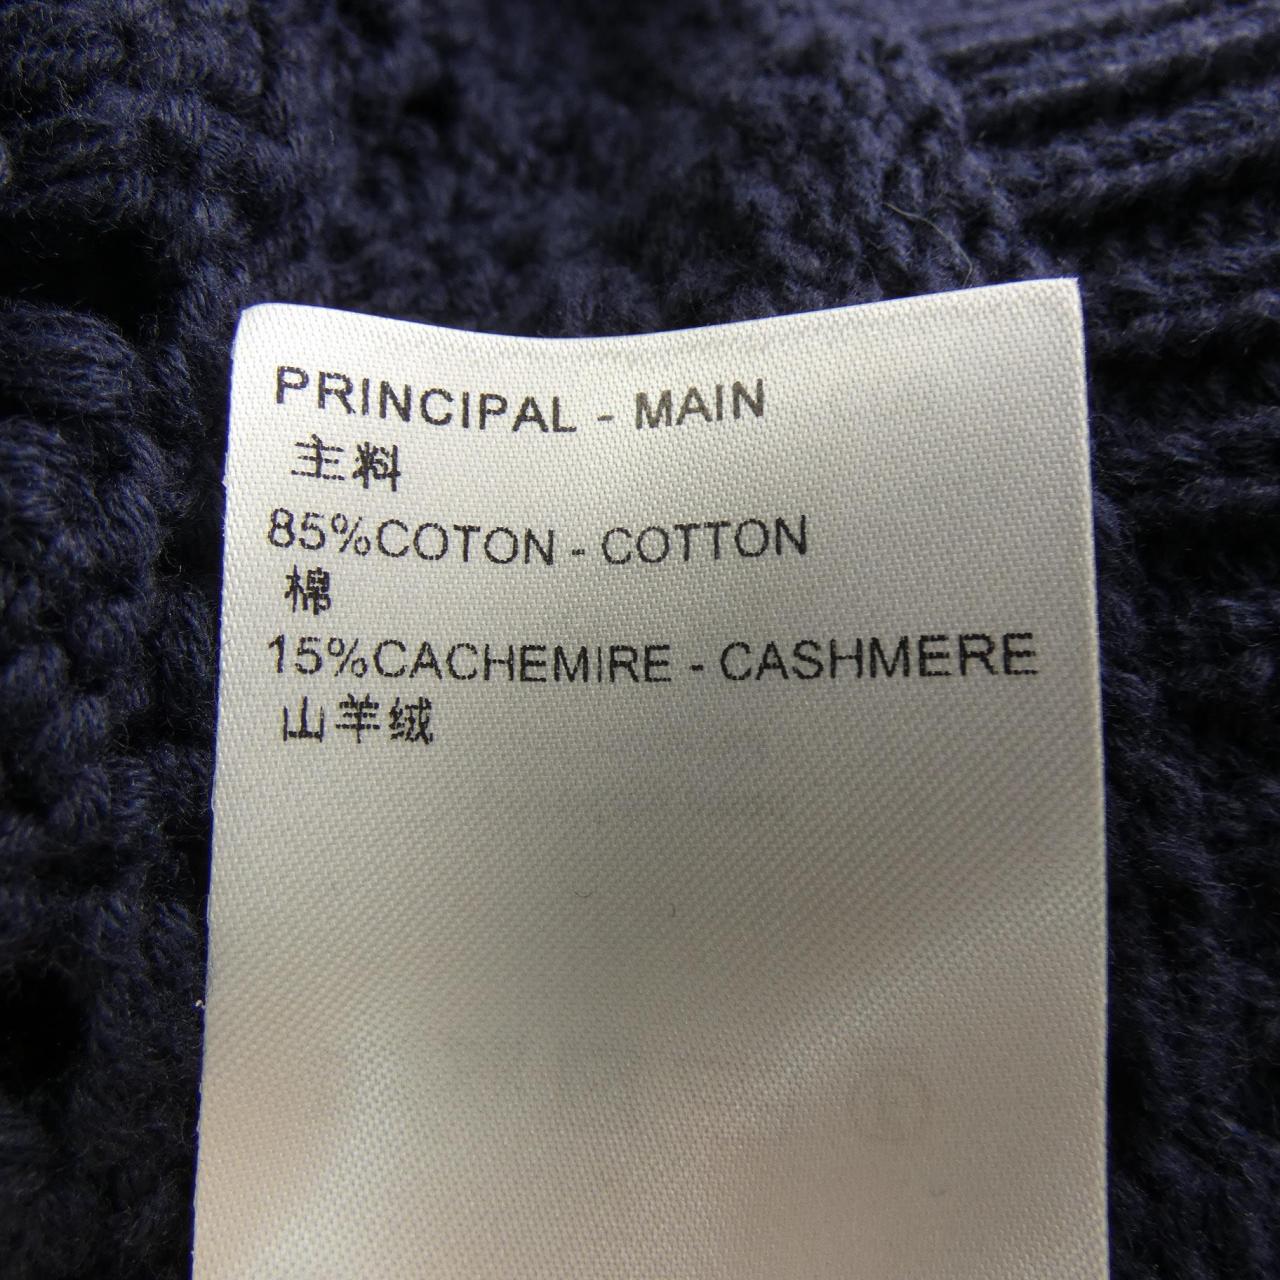 PRINCIPAL - MAIN
主料
85%COTON - COTTON
棉
15%CACHEMIRE - CASHMERE
山羊绒